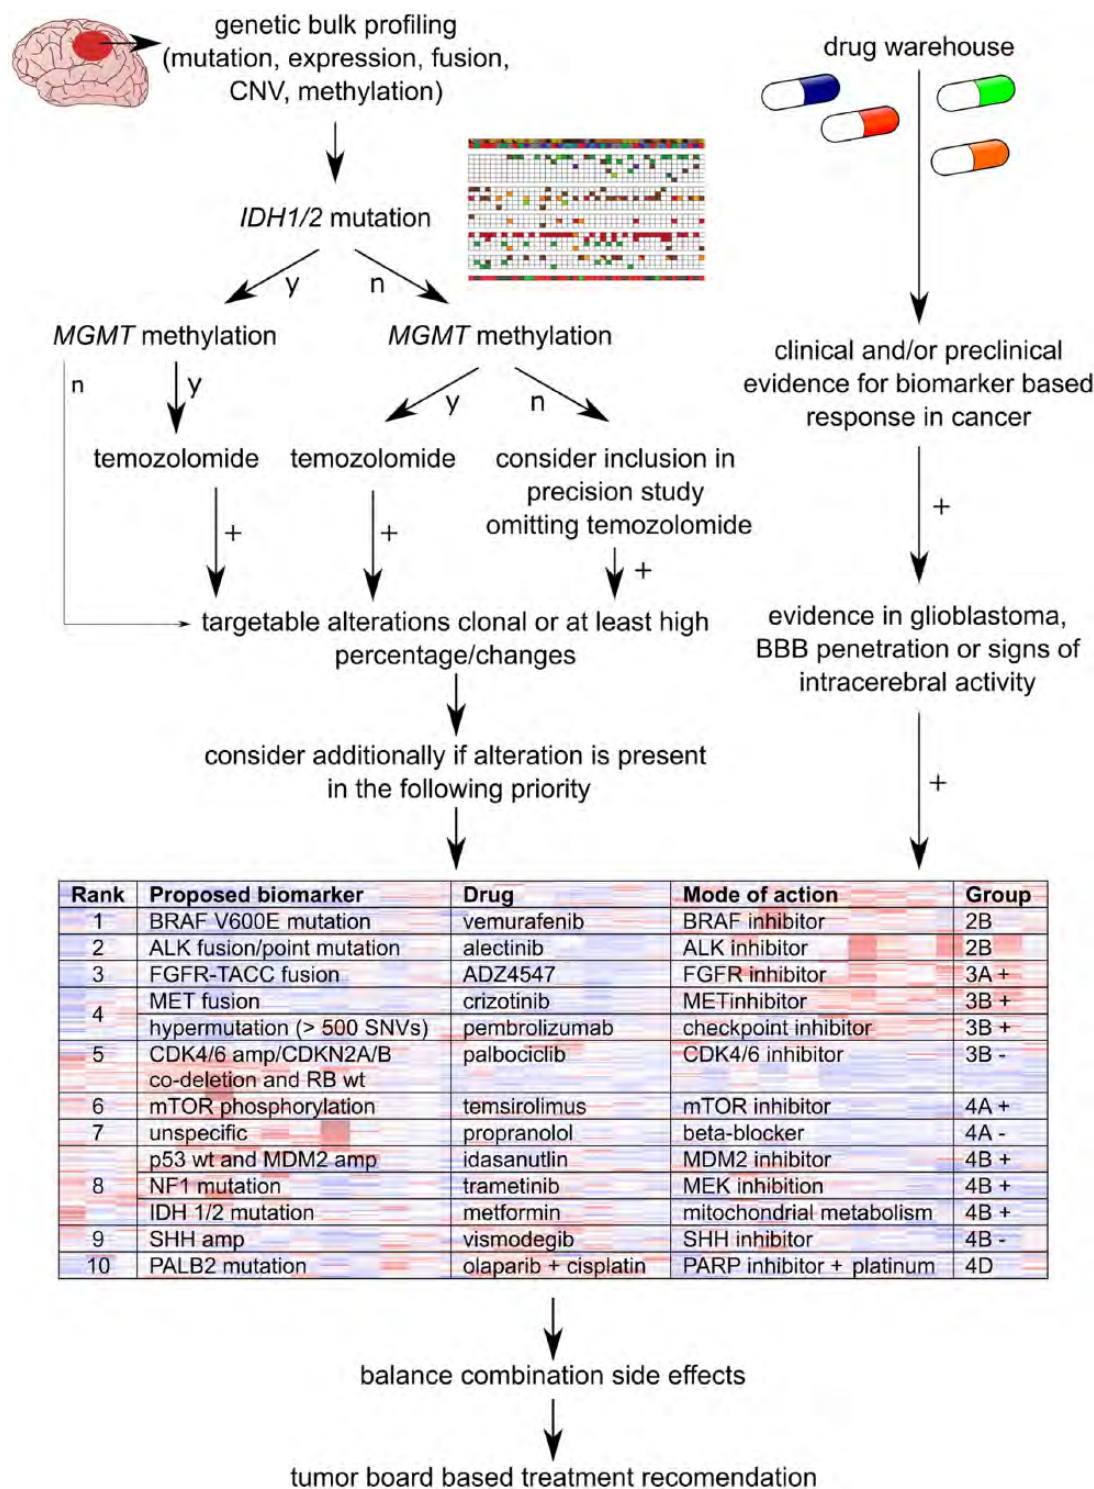 genetic bulk profiling
(mutation, expression, fusion,
CNV, methylation)
drug warehouse
IDH1/2 mutation
y
n
MGMT methylation
MGMT methylation
n
y
y
n
temozolomide
temozolomide
consider inclusion in
precision study
omitting temozolomide
+
+
+
targetable alterations clonal or at least high
percentage/changes
consider additionally if alteration is present
in the following priority
clinical and/or preclinical
evidence for biomarker based
response in cancer
+
evidence in glioblastoma,
BBB penetration or signs of
intracerebral activity
+
Rank Proposed biomarker Drug Mode of action Group
1 BRAF V600E mutation vemurafenib BRAF inhibitor 2B
2 ALK fusion/point mutation alectinib ALK inhibitor 2B
3 FGFR-TACC fusion ADZ4547 FGFR inhibitor 3A +
4 MET fusion crizotinib METinhibitor 3B +
hypermutation (> 500 SNVs) pembrolizumab checkpoint inhibitor 3B +
5 CDK4/6 amp/CDKN2A/B palbociclib CDK4/6 inhibitor 3B -
co-deletion and RB wt
6 mTOR phosphorylation temsirolimus mTOR inhibitor 4A +
7 unspecific propranolol beta-blocker 4A -
p53 wt and MDM2 amp idasanutlin MDM2 inhibitor 4B +
8 NF1 mutation trametinib MEK inhibition 4B +
IDH 1/2 mutation metformin mitochondrial metabolism 4B +
9 SHH amp vismodegib SHH inhibitor 4B -
10 PALB2 mutation olaparib + cisplatin PARP inhibitor + platinum 4D
balance combination side effects
tumor board based treatment recomendation